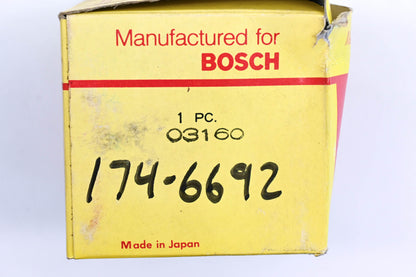 Manufactured for
BOSCH
1 PC.
03160
174-6692
Made in Japan